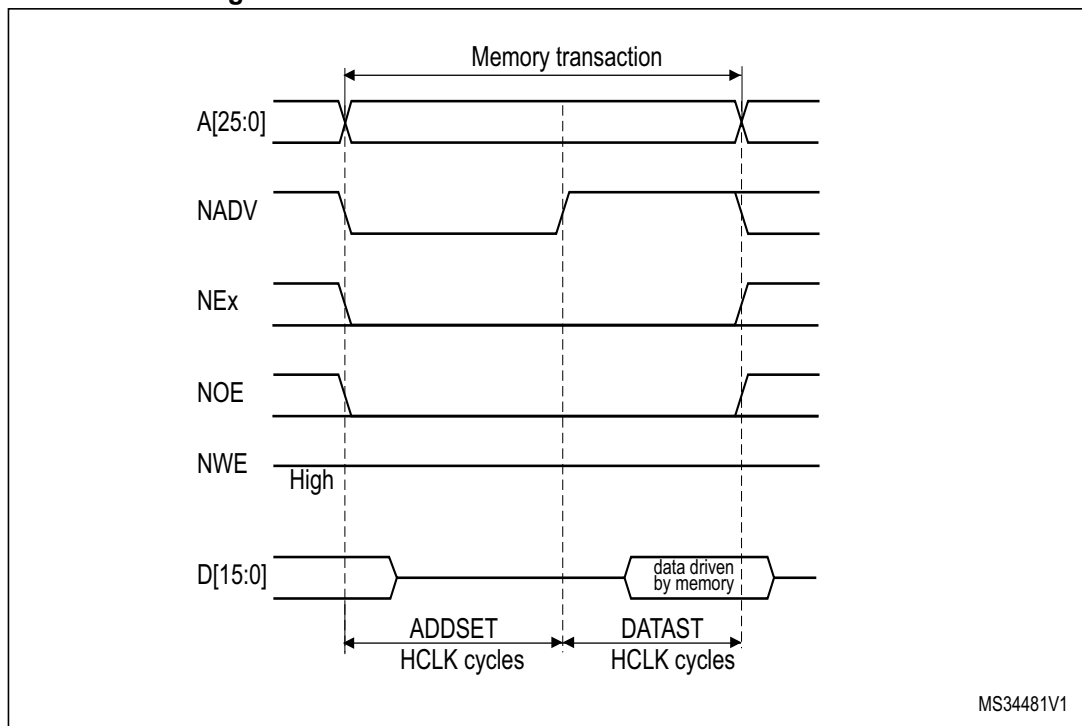 Memory transaction
A[25:0]
NADV
NEx
NOE
NWE
High
D[15:0]
data driven
by memory
ADDSET
DATAST
HCLK cycles
HCLK cycles
MS34481V1